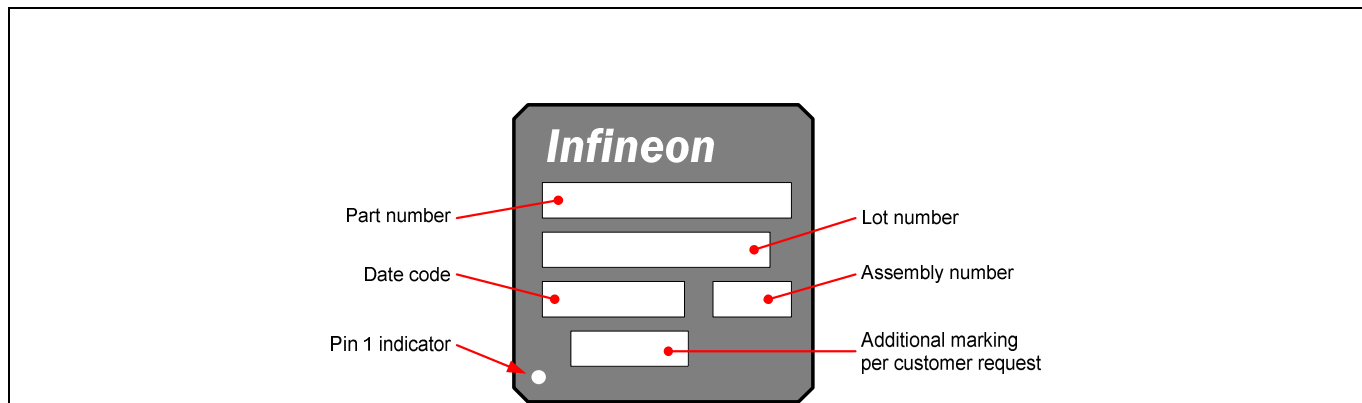 Infineon
Part number
Lot number
Date code
Assembly number
Pin 1 indicator
Additional marking
per customer request